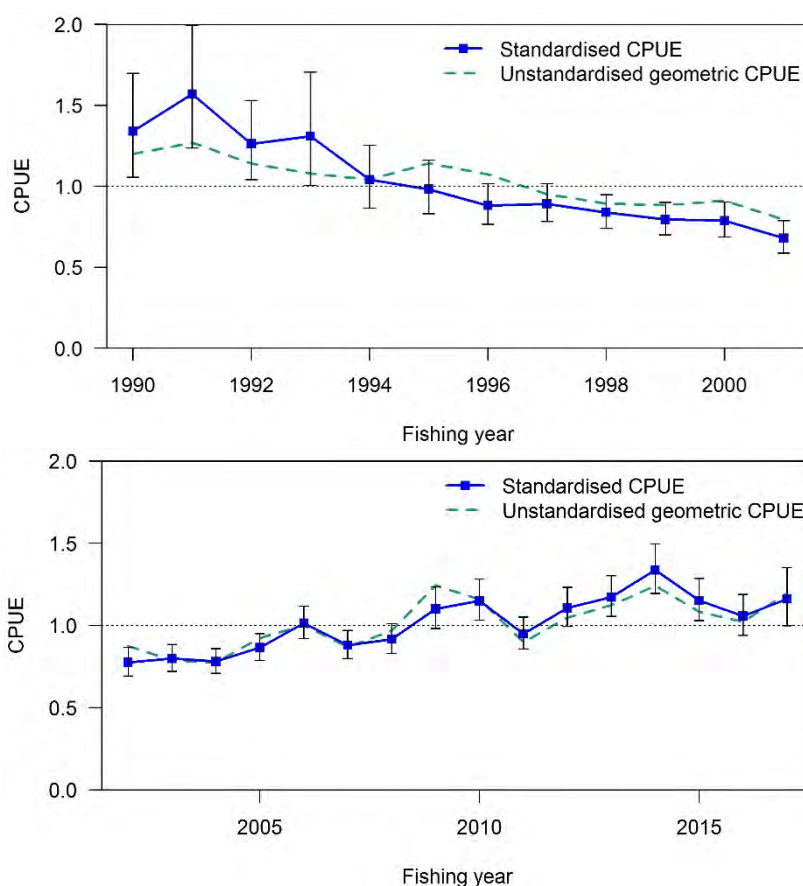 2.0
Standardised CPUE
Unstandardised geometric CPUE
1.5
1.0
0.5
0.0
CPUE
1990 1992 1994 1996 1998 2000
Fishing year
2.0
Standardised CPUE
Unstandardised geometric CPUE
1.5
1.0
0.5
0.0
CPUE
2005 2010 2015
Fishing year